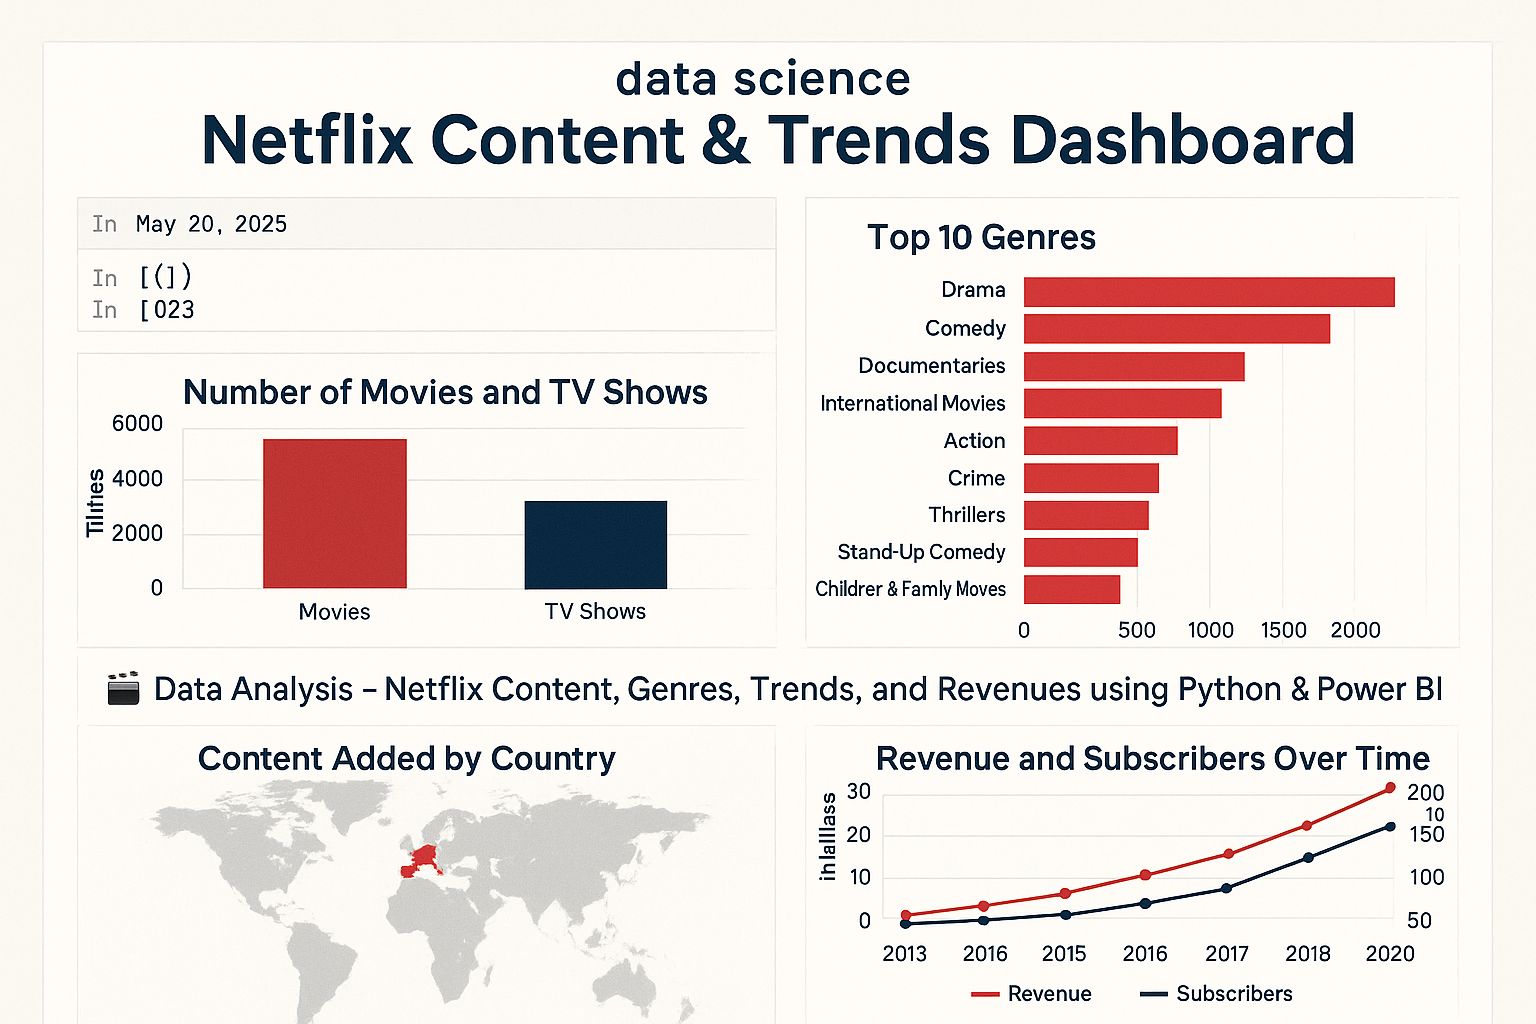 data science
Netflix Content & Trends Dashboard
In May 20, 2025
In [(])
In [023
Number of Movies and TV Shows
6000
4000
2000
0
Tilities
Movies
TV Shows
Top 10 Genres
Drama
Comedy
Documentaries
International Movies
Action
Crime
Thrillers
Stand-Up Comedy
Childrer & Famly Moves
0 500 1000 1500 2000
Data Analysis – Netflix Content, Genres, Trends, and Revenues using Python & Power BI
Content Added by Country
Revenue and Subscribers Over Time
30
20
10
0
200
10
150
100
50
2013 2016 2015 2016 2017 2018 2020
Revenue Subscribers